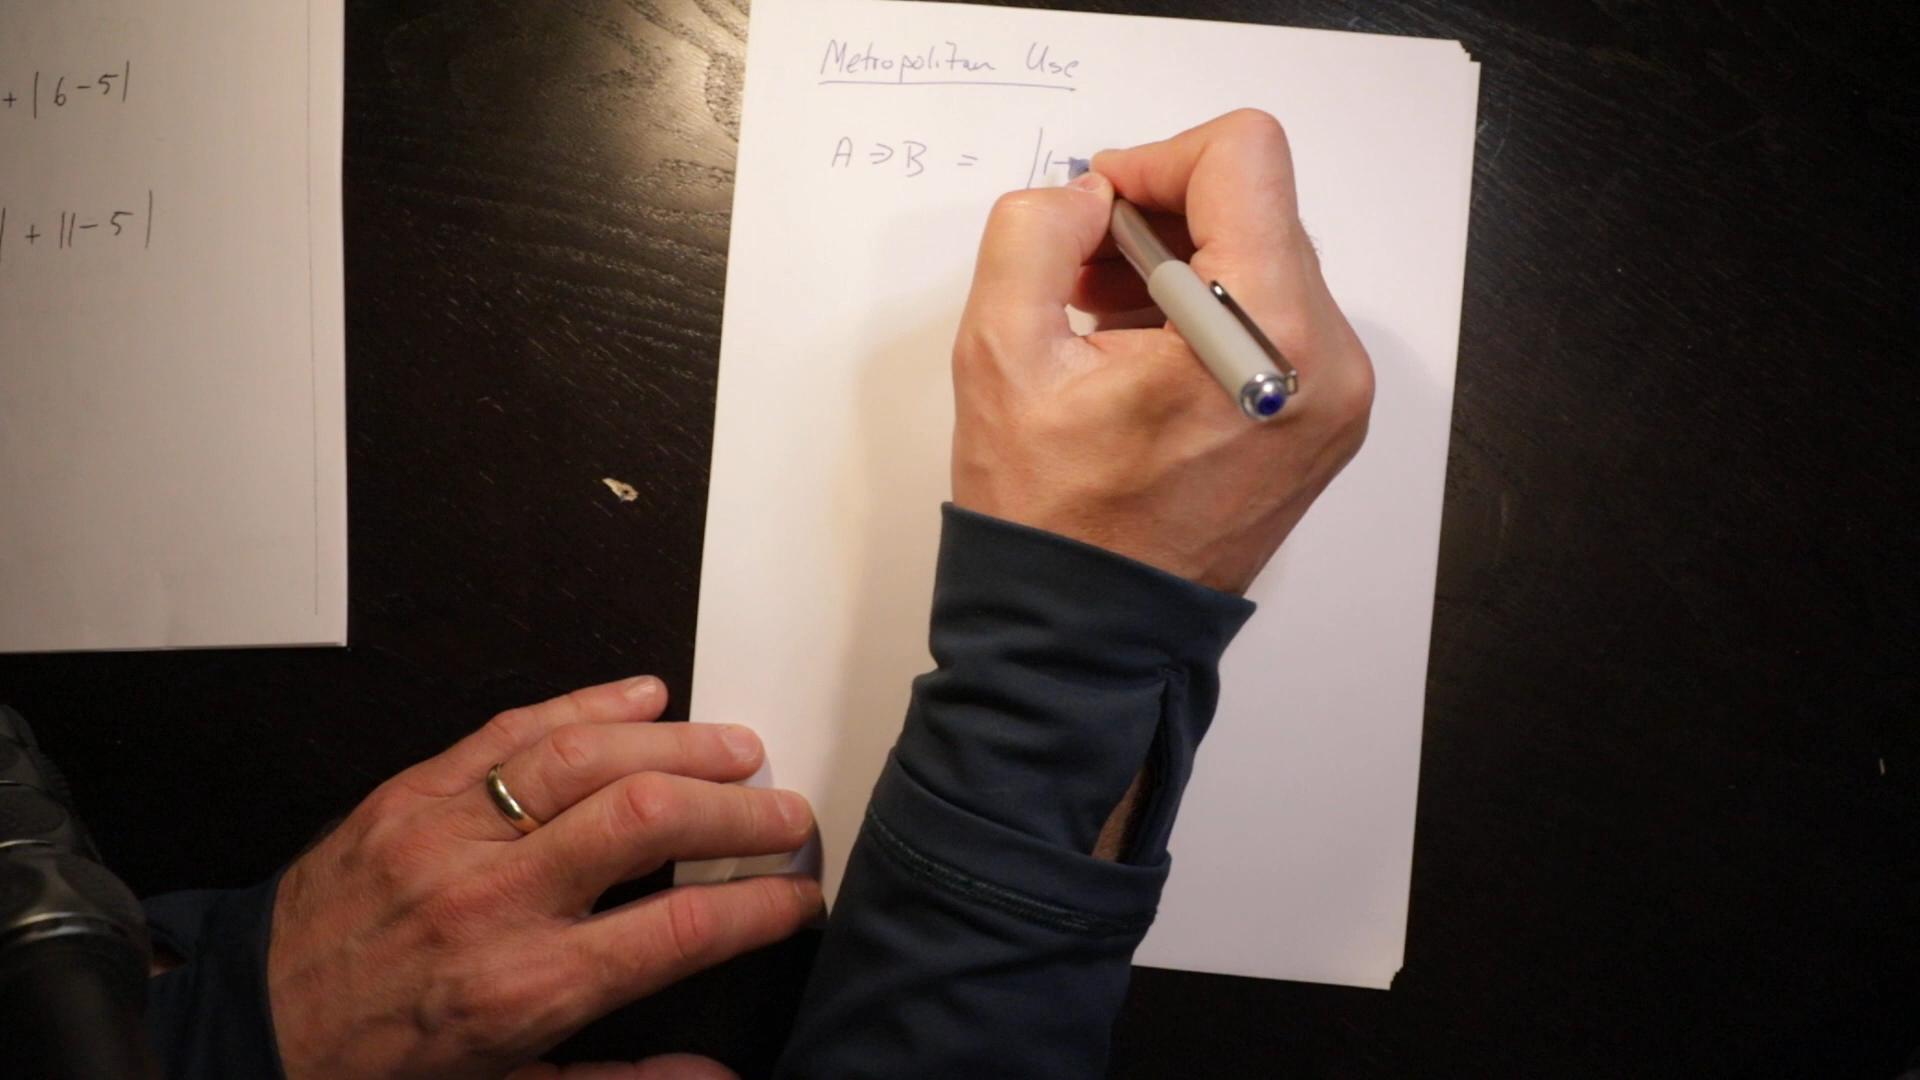 + |6-5|
| + |1-5|
Metropolitan Use
A ⇒ B = |1-